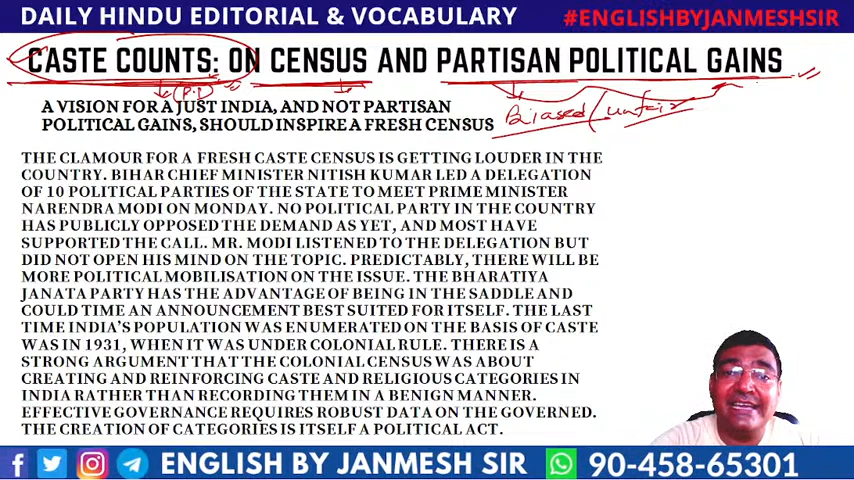 DAILY HINDU EDITORIAL & VOCABULARY
#ENGLISHBYJANMESHSIR
CASTE COUNTS: ON CENSUS AND PARTISAN POLITICAL GAINS
(P.P)
Biased/unfair
A VISION FOR A JUST INDIA, AND NOT PARTISAN
POLITICAL GAINS, SHOULD INSPIRE A FRESH CENSUS
THE CLAMOUR FOR A FRESH CASTE CENSUS IS GETTING LOUDER IN THE
COUNTRY. BIHAR CHIEF MINISTER NITISH KUMAR LED A DELEGATION
OF 10 POLITICAL PARTIES OF THE STATE TO MEET PRIME MINISTER
NARENDRA MODI ON MONDAY. NO POLITICAL PARTY IN THE COUNTRY
HAS PUBLICLY OPPOSED THE DEMAND AS YET, AND MOST HAVE
SUPPORTED THE CALL. MR. MODI LISTENED TO THE DELEGATION BUT
DID NOT OPEN HIS MIND ON THE TOPIC. PREDICTABLY, THERE WILL BE
MORE POLITICAL MOBILISATION ON THE ISSUE. THE BHARATIYA
JANATA PARTY HAS THE ADVANTAGE OF BEING IN THE SADDLE AND
COULD TIME AN ANNOUNCEMENT BEST SUITED FOR ITSELF. THE LAST
TIME INDIA'S POPULATION WAS ENUMERATED ON THE BASIS OF CASTE
WAS IN 1931, WHEN IT WAS UNDER COLONIAL RULE. THERE IS A
STRONG ARGUMENT THAT THE COLONIAL CENSUS WAS ABOUT
CREATING AND REINFORCING CASTE AND RELIGIOUS CATEGORIES IN
INDIA RATHER THAN RECORDING THEM IN A BENIGN MANNER.
EFFECTIVE GOVERNANCE REQUIRES ROBUST DATA ON THE GOVERNED.
THE CREATION OF CATEGORIES IS ITSELF A POLITICAL ACT.
ENGLISH BY JANMESH SIR
90-458-65301